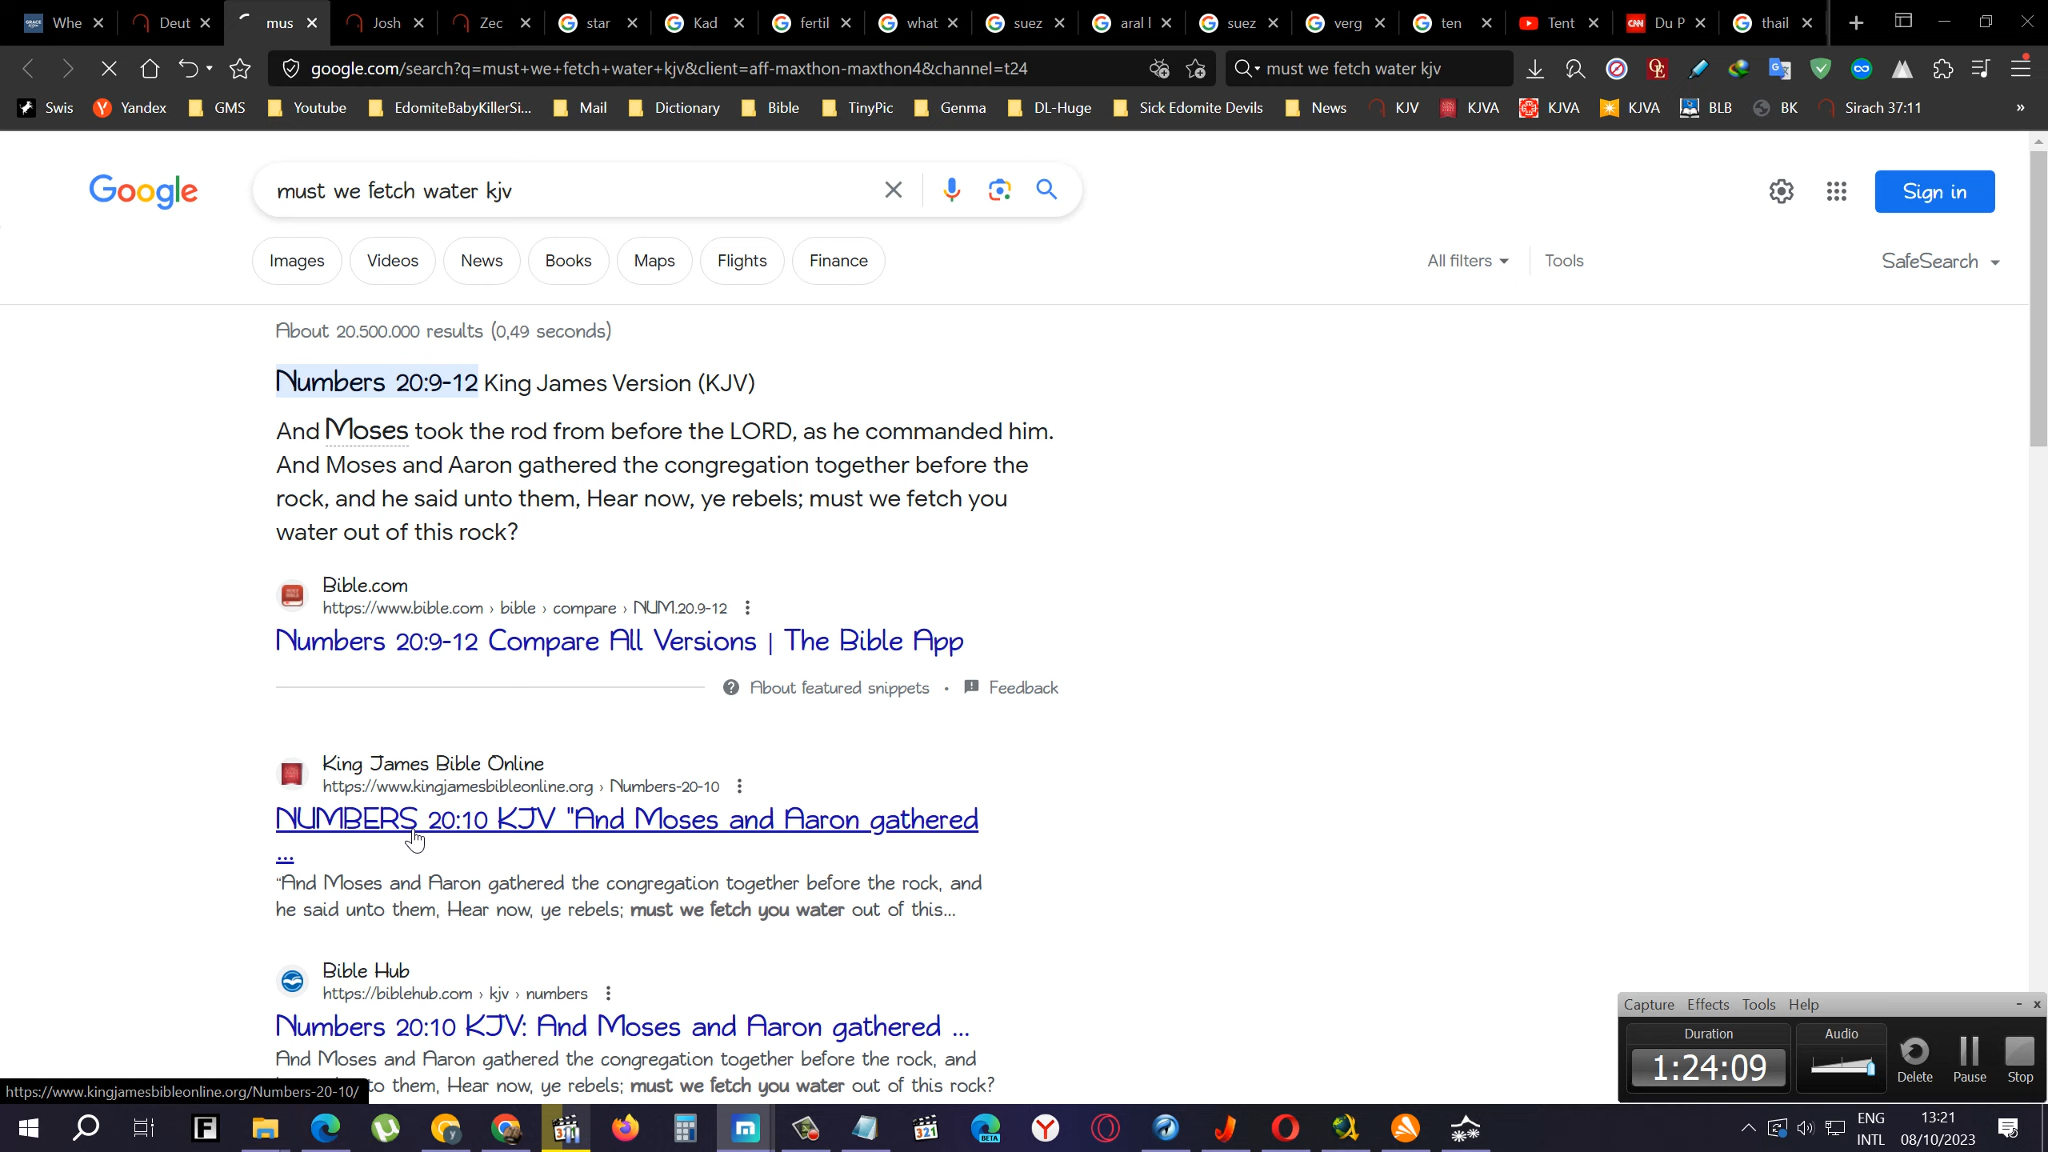 Whe
Deut
mus
Josh
Zec
star
Kad
fertil
what
suez
aral l
suez
verg
ten
Tent
CNN Du P
thail
google.com/search?q=must+we+fetch+water+kjv&client=aff-maxthon-maxthon4&channel=t24
must we fetch water kjv
Swis
Yandex
GMS
Youtube
EdomiteBabyKillerSi...
Mail
Dictionary
Bible
TinyPic
Genma
DL-Huge
Sick Edomite Devils
News
KJV
KJVA
KJVA
KJVA
BLB
BK
Sirach 37:11
»
Google
must we fetch water kjv
Sign in
Images
Videos
News
Books
Maps
Flights
Finance
All filters
Tools
SafeSearch
About 20.500.000 results (0,49 seconds)
Numbers 20:9-12 King James Version (KJV)
And Moses took the rod from before the LORD, as he commanded him.
And Moses and Aaron gathered the congregation together before the
rock, and he said unto them, Hear now, ye rebels; must we fetch you
water out of this rock?
Bible.com
https://www.bible.com › bible › compare › NUM.20.9-12
Numbers 20:9-12 Compare All Versions | The Bible App
About featured snippets • Feedback
King James Bible Online
https://www.kingjamesbibleonline.org › Numbers-20-10
NUMBERS 20:10 KJV "And Moses and Aaron gathered
...
"And Moses and Aaron gathered the congregation together before the rock, and
he said unto them, Hear now, ye rebels; must we fetch you water out of this...
Bible Hub
https://biblehub.com › kjv › numbers
Numbers 20:10 KJV: And Moses and Aaron gathered ...
And Moses and Aaron gathered the congregation together before the rock, and
to them, Hear now, ye rebels; must we fetch you water out of this rock?
https://www.kingjamesbibleonline.org/Numbers-20-10/
Capture Effects Tools Help
Duration
Audio
1:24:09
Delete
Pause
Stop
321
BETA
ENG
INTL
13:21
08/10/2023